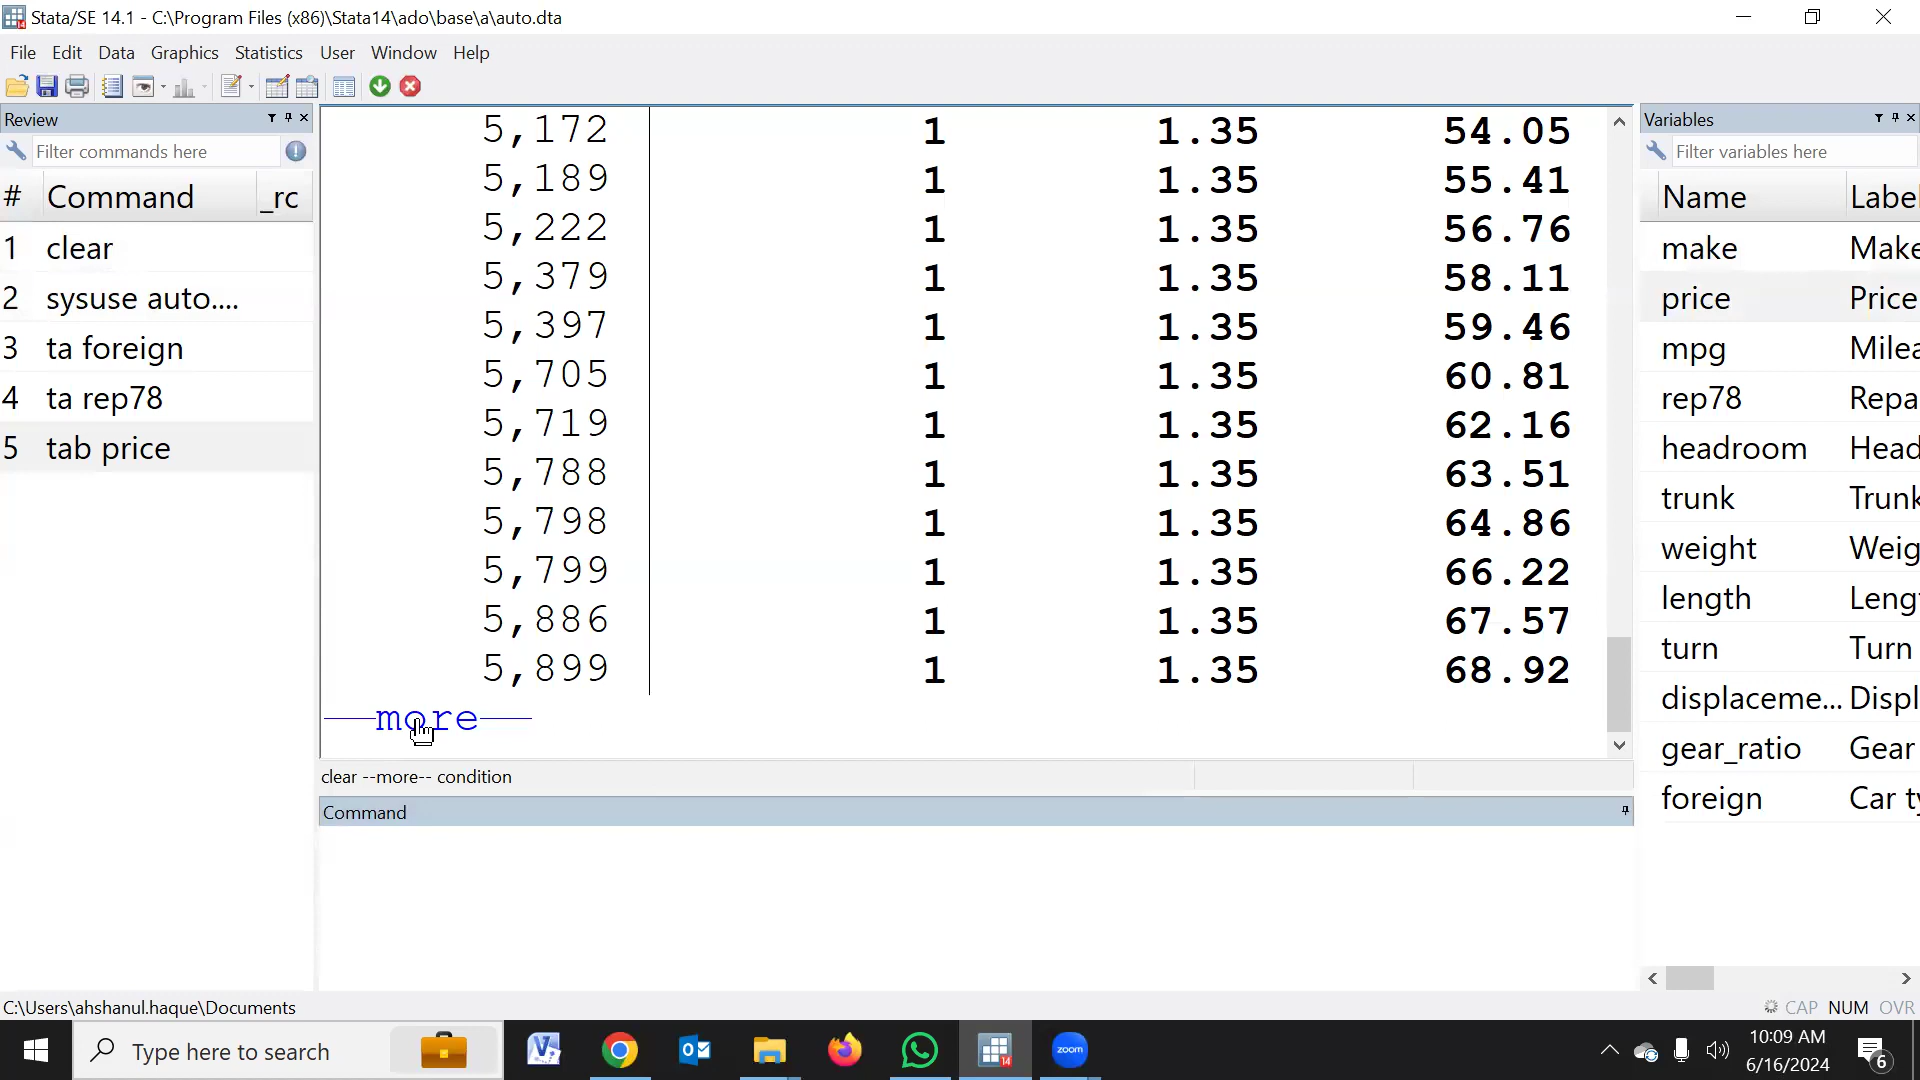 Stata/SE 14.1 - C:\Program Files (x86)\Stata14\ado\base\a\auto.dta
File Edit Data Graphics Statistics User Window Help
Review
Filter commands here
# Command _rc
1 clear
2 sysuse auto....
3 ta foreign
4 ta rep78
5 tab price
5,172 1 1.35 54.05
5,189 1 1.35 55.41
5,222 1 1.35 56.76
5,379 1 1.35 58.11
5,397 1 1.35 59.46
5,705 1 1.35 60.81
5,719 1 1.35 62.16
5,788 1 1.35 63.51
5,798 1 1.35 64.86
5,799 1 1.35 66.22
5,886 1 1.35 67.57
5,899 1 1.35 68.92
—more—
clear --more-- condition
Command
Variables
Filter variables here
Name Labe
make Make
price Price
mpg Milea
rep78 Repa
headroom Head
trunk Trunk
weight Weig
length Leng
turn Turn
displaceme... Displ
gear_ratio Gear
foreign Car ty
C:\Users\ahshanul.haque\Documents
CAP NUM OVR
Type here to search
14
zoom
10:09 AM
6/16/2024
6